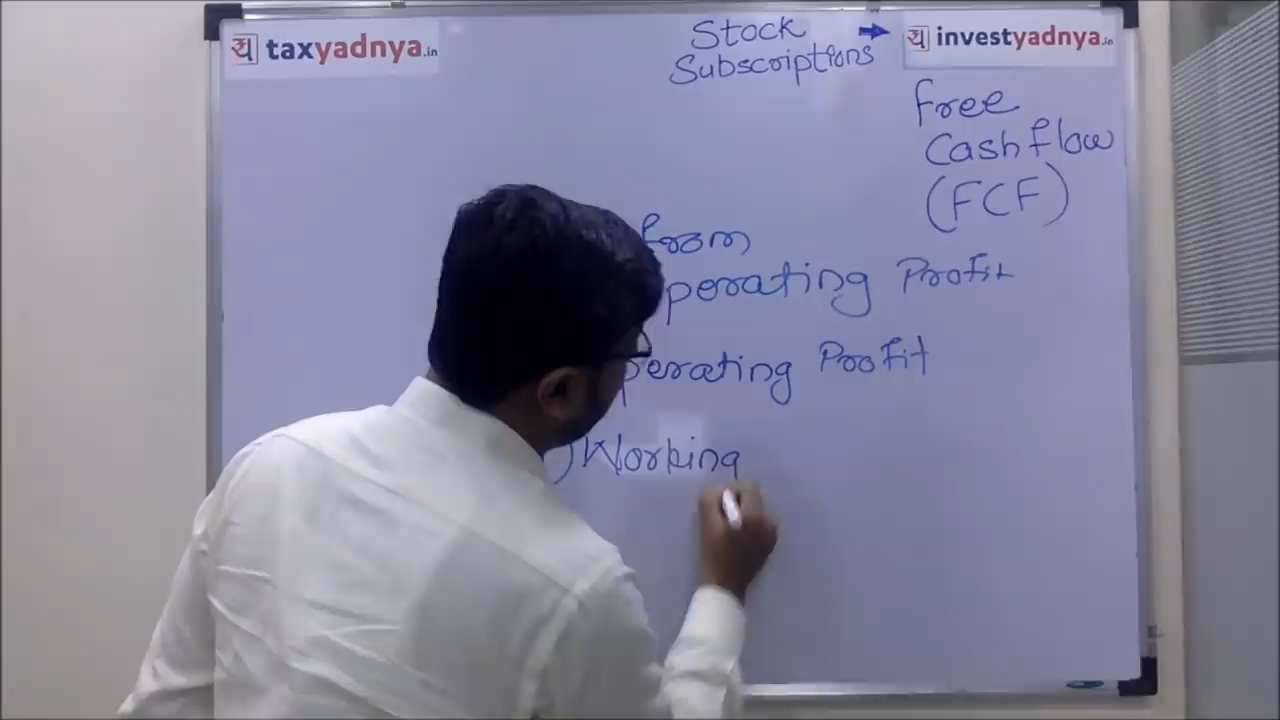 taxyadnya.in
Stock
Subscriptions
investyadnya.in
Free
Cashflow
(FCF)
from
perating Profit
perating Profit
) Working